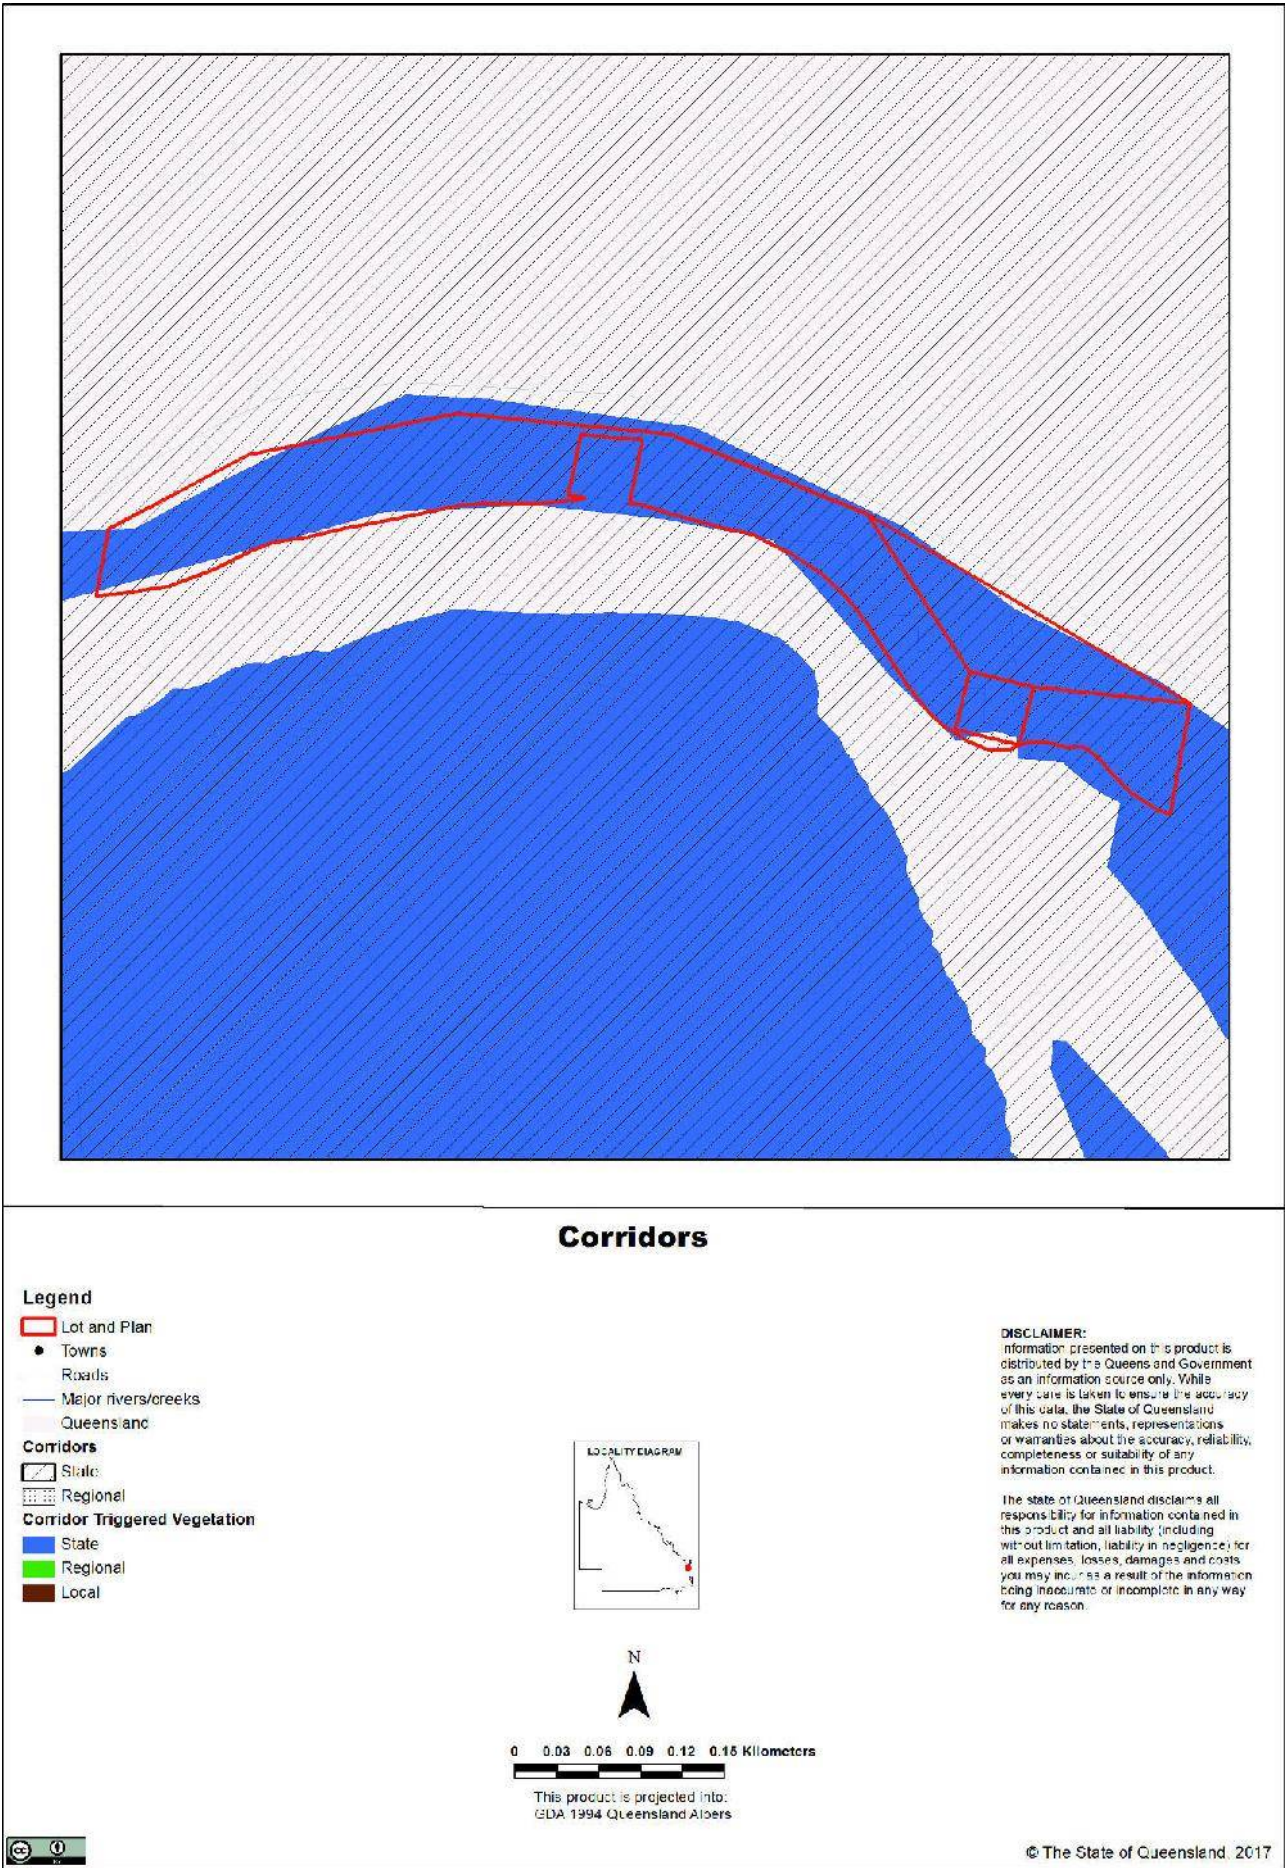 Corridors
Legend
Lot and Plan
Towns
Roads
Major rivers/creeks
Queensland
Corridors
State
Regional
Corridor Triggered Vegetation
State
Regional
Local
LOCALITY DIAGRAM
N
0 0.03 0.06 0.09 0.12 0.15 Kilometers
This product is projected into:
GDA 1994 Queensland Albers
DISCLAIMER:
Information presented on this product is
distributed by the Queensland Government
as an information source only. While
every care is taken to ensure the accuracy
of this data, the State of Queensland
makes no statements, representations
or warranties about the accuracy, reliability,
completeness or suitability of any
information contained in this product.
The state of Queensland disclaims all
responsibility for information contained in
this product and all liability (including
without limitation, liability in negligence) for
all expenses, losses, damages and costs
you may incur as a result of the information
being inaccurate or incomplete in any way
for any reason.
cc
© The State of Queensland, 2017